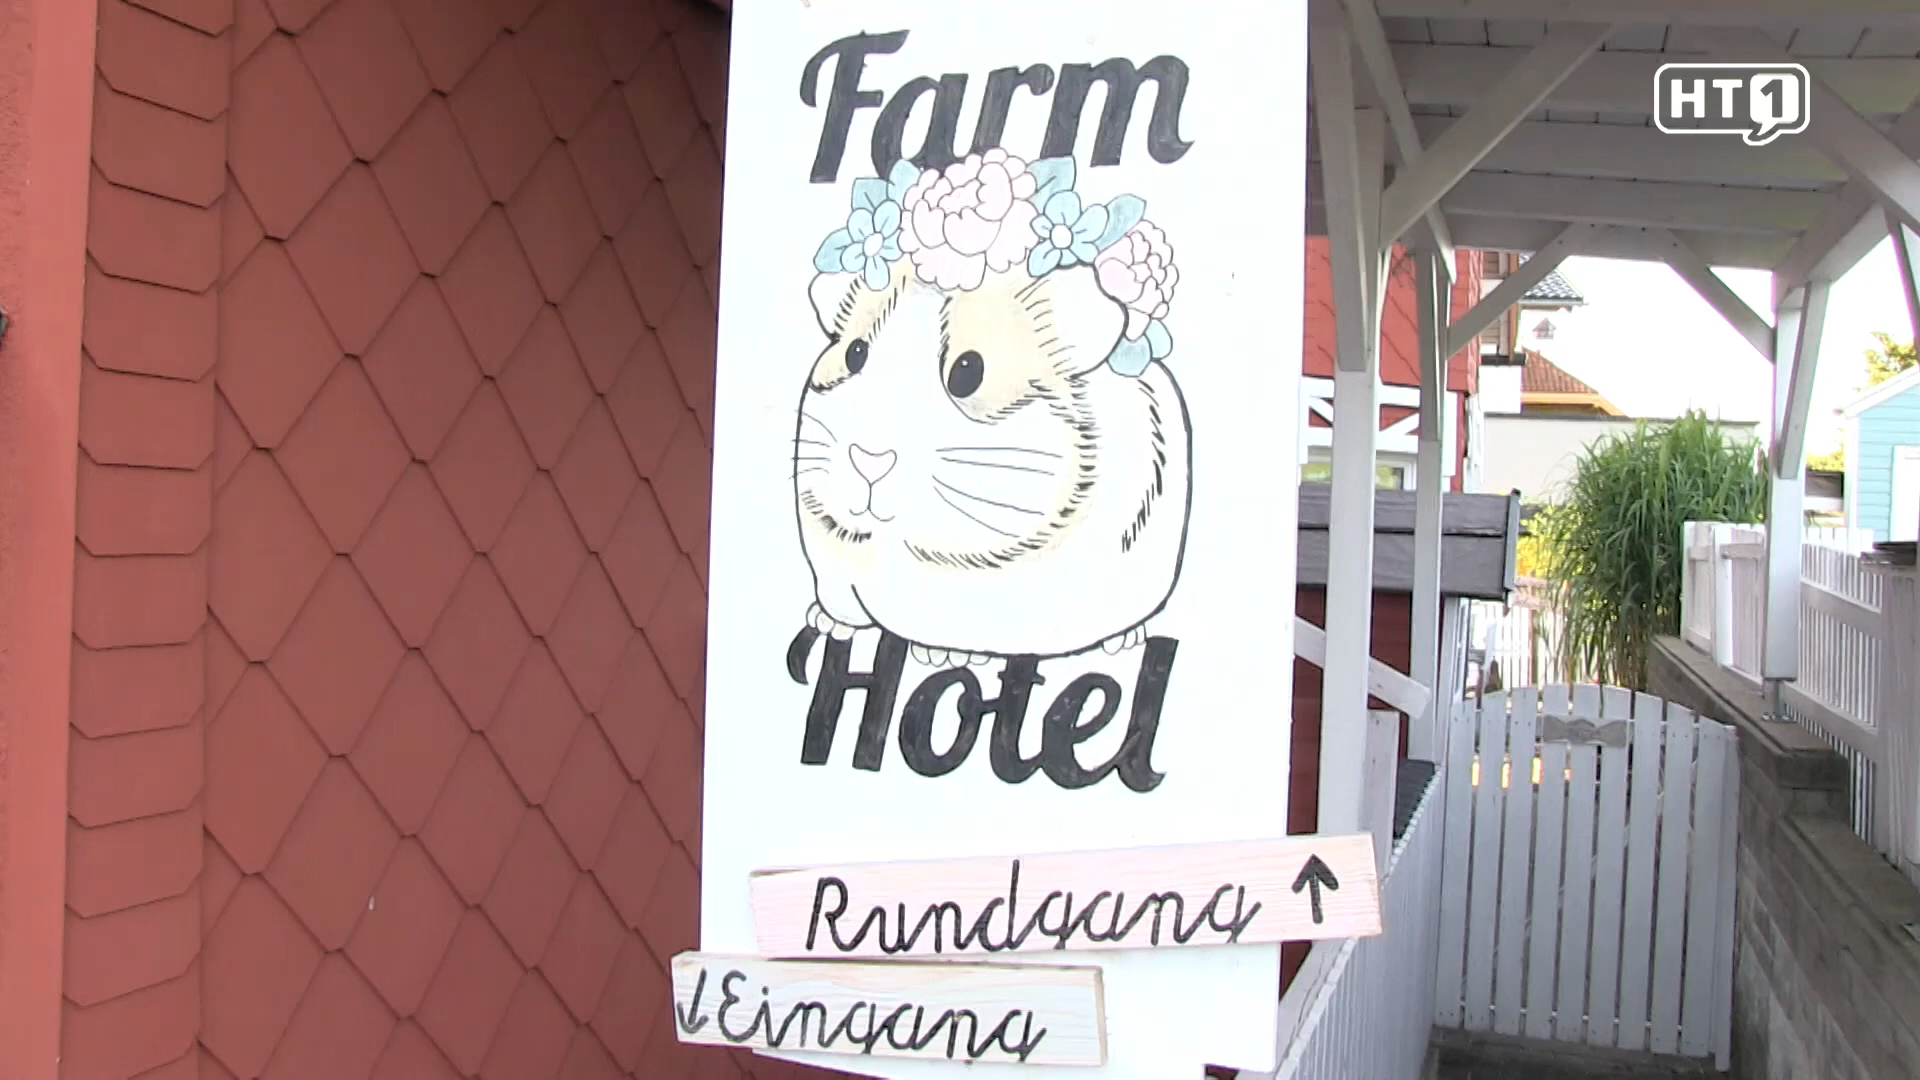 HT1
Farm
Hotel
Rundgang ↑
↓ Eingang